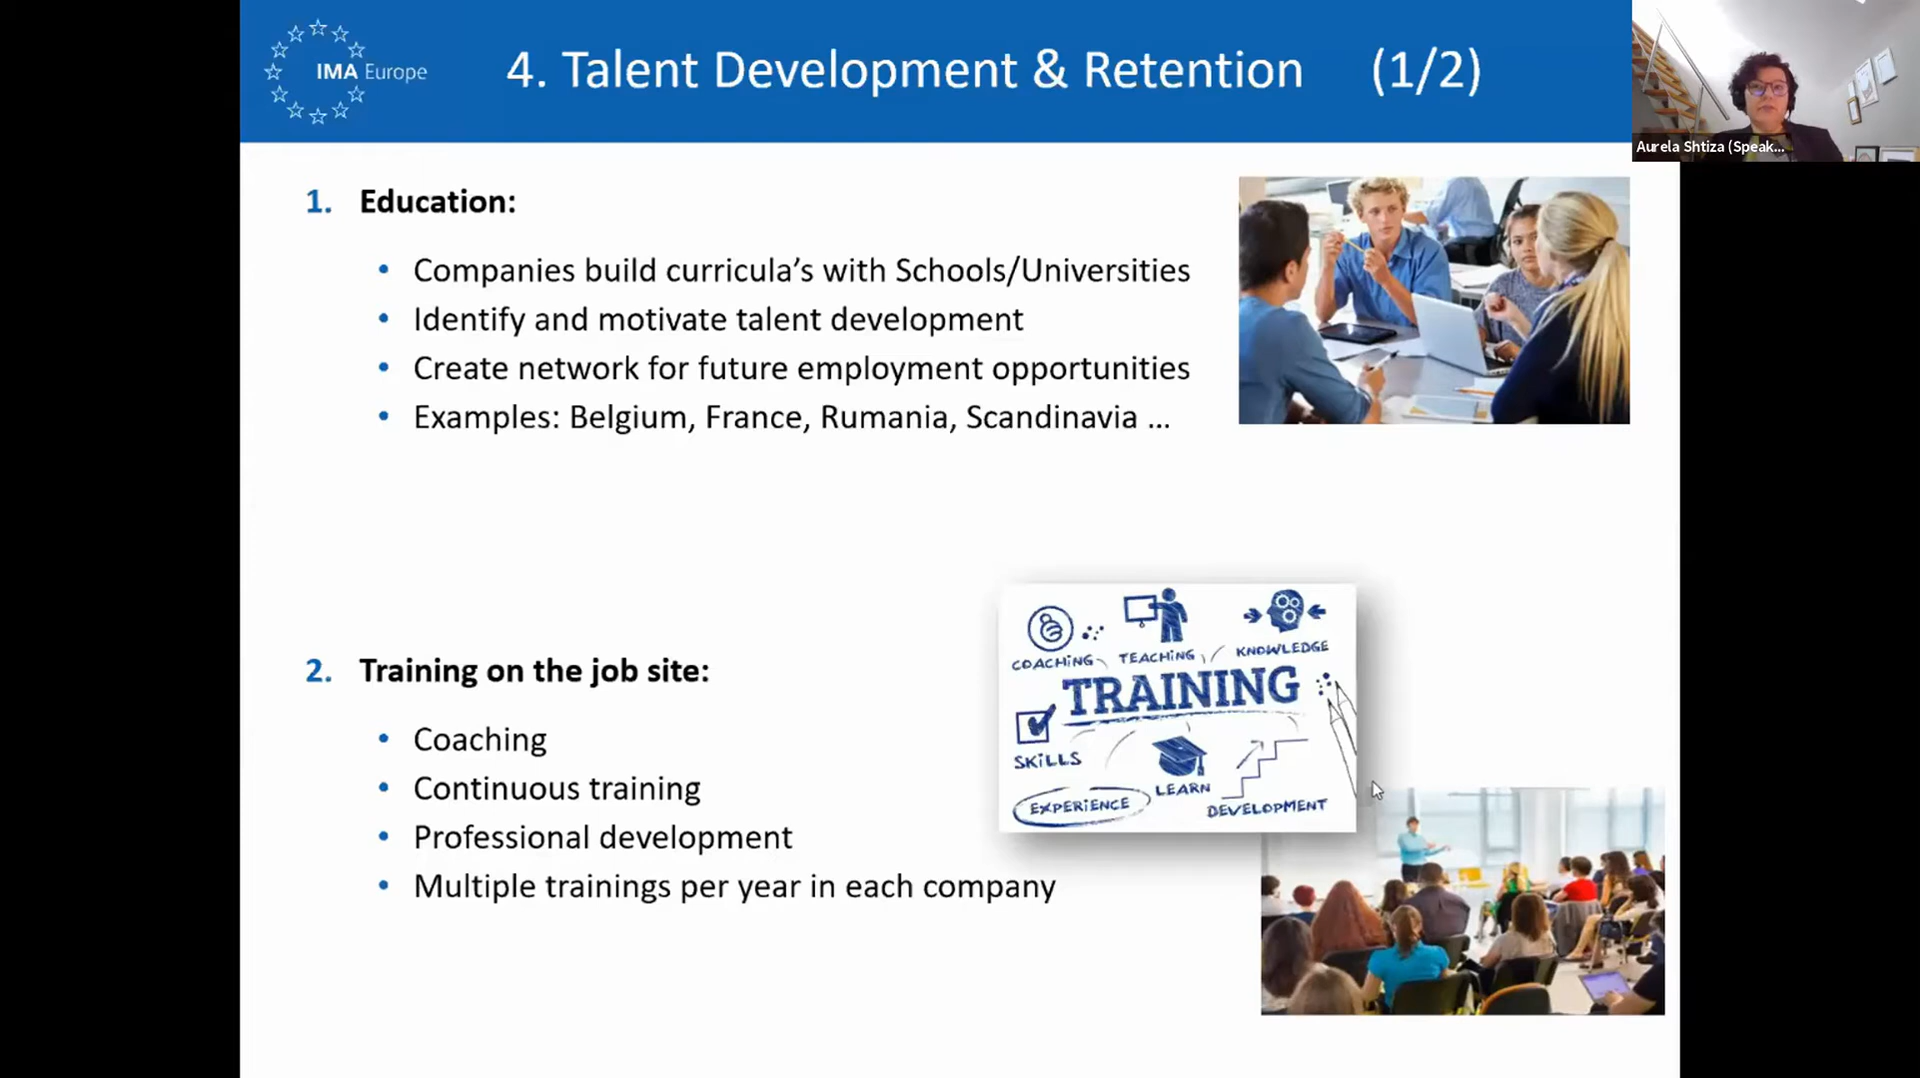 IMA Europe
4. Talent Development & Retention (1/2)
Aurela Shtiza (Speak...
1. Education:
• Companies build curricula's with Schools/Universities
• Identify and motivate talent development
• Create network for future employment opportunities
• Examples: Belgium, France, Rumania, Scandinavia ...
2. Training on the job site:
• Coaching
• Continuous training
• Professional development
• Multiple trainings per year in each company
COACHING
TEACHING
KNOWLEDGE
TRAINING
SKILLS
LEARN
EXPERIENCE
DEVELOPMENT